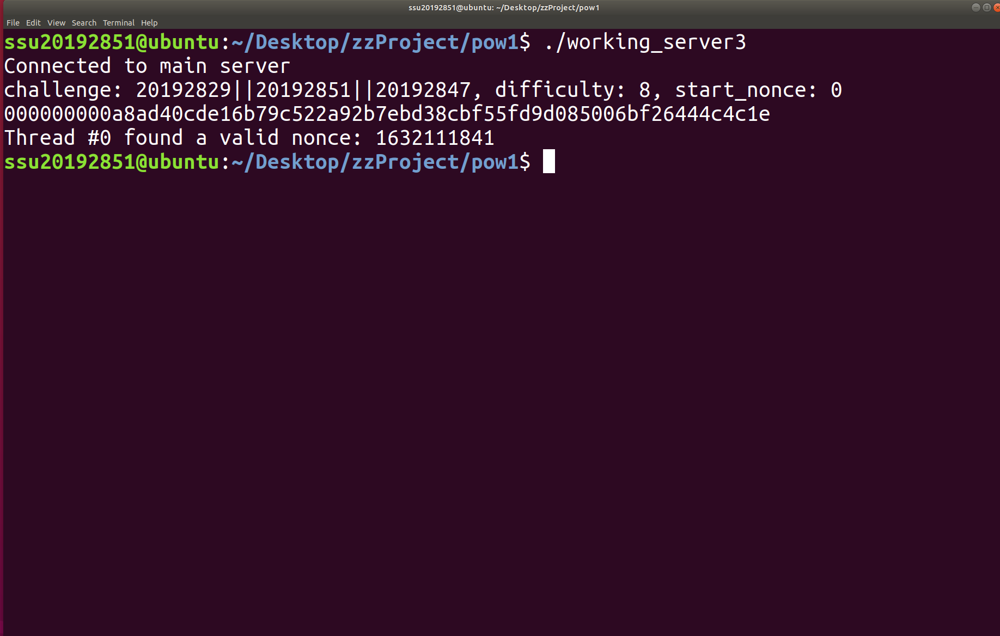 ssu20192851@ubuntu: ~/Desktop/zzProject/pow1
File Edit View Search Terminal Help
ssu20192851@ubuntu:~/Desktop/zzProject/pow1$ ./working_server3
Connected to main server
challenge: 20192829||20192851||20192847, difficulty: 8, start_nonce: 0
000000000a8ad40cde16b79c522a92b7ebd38cbf55fd9d085006bf26444c4c1e
Thread #0 found a valid nonce: 1632111841
ssu20192851@ubuntu:~/Desktop/zzProject/pow1$